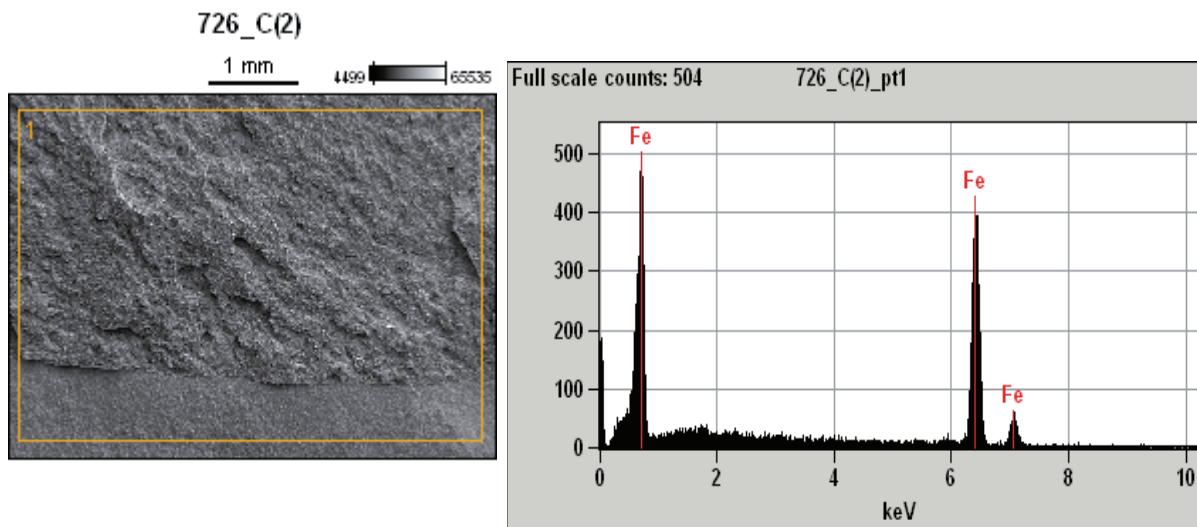 726_C(2)
1 mm
4499 65535
1
Full scale counts: 504 726_C(2)_pt1
Fe
Fe
Fe
500
400
300
200
100
0
0 2 4 6 8 10
keV